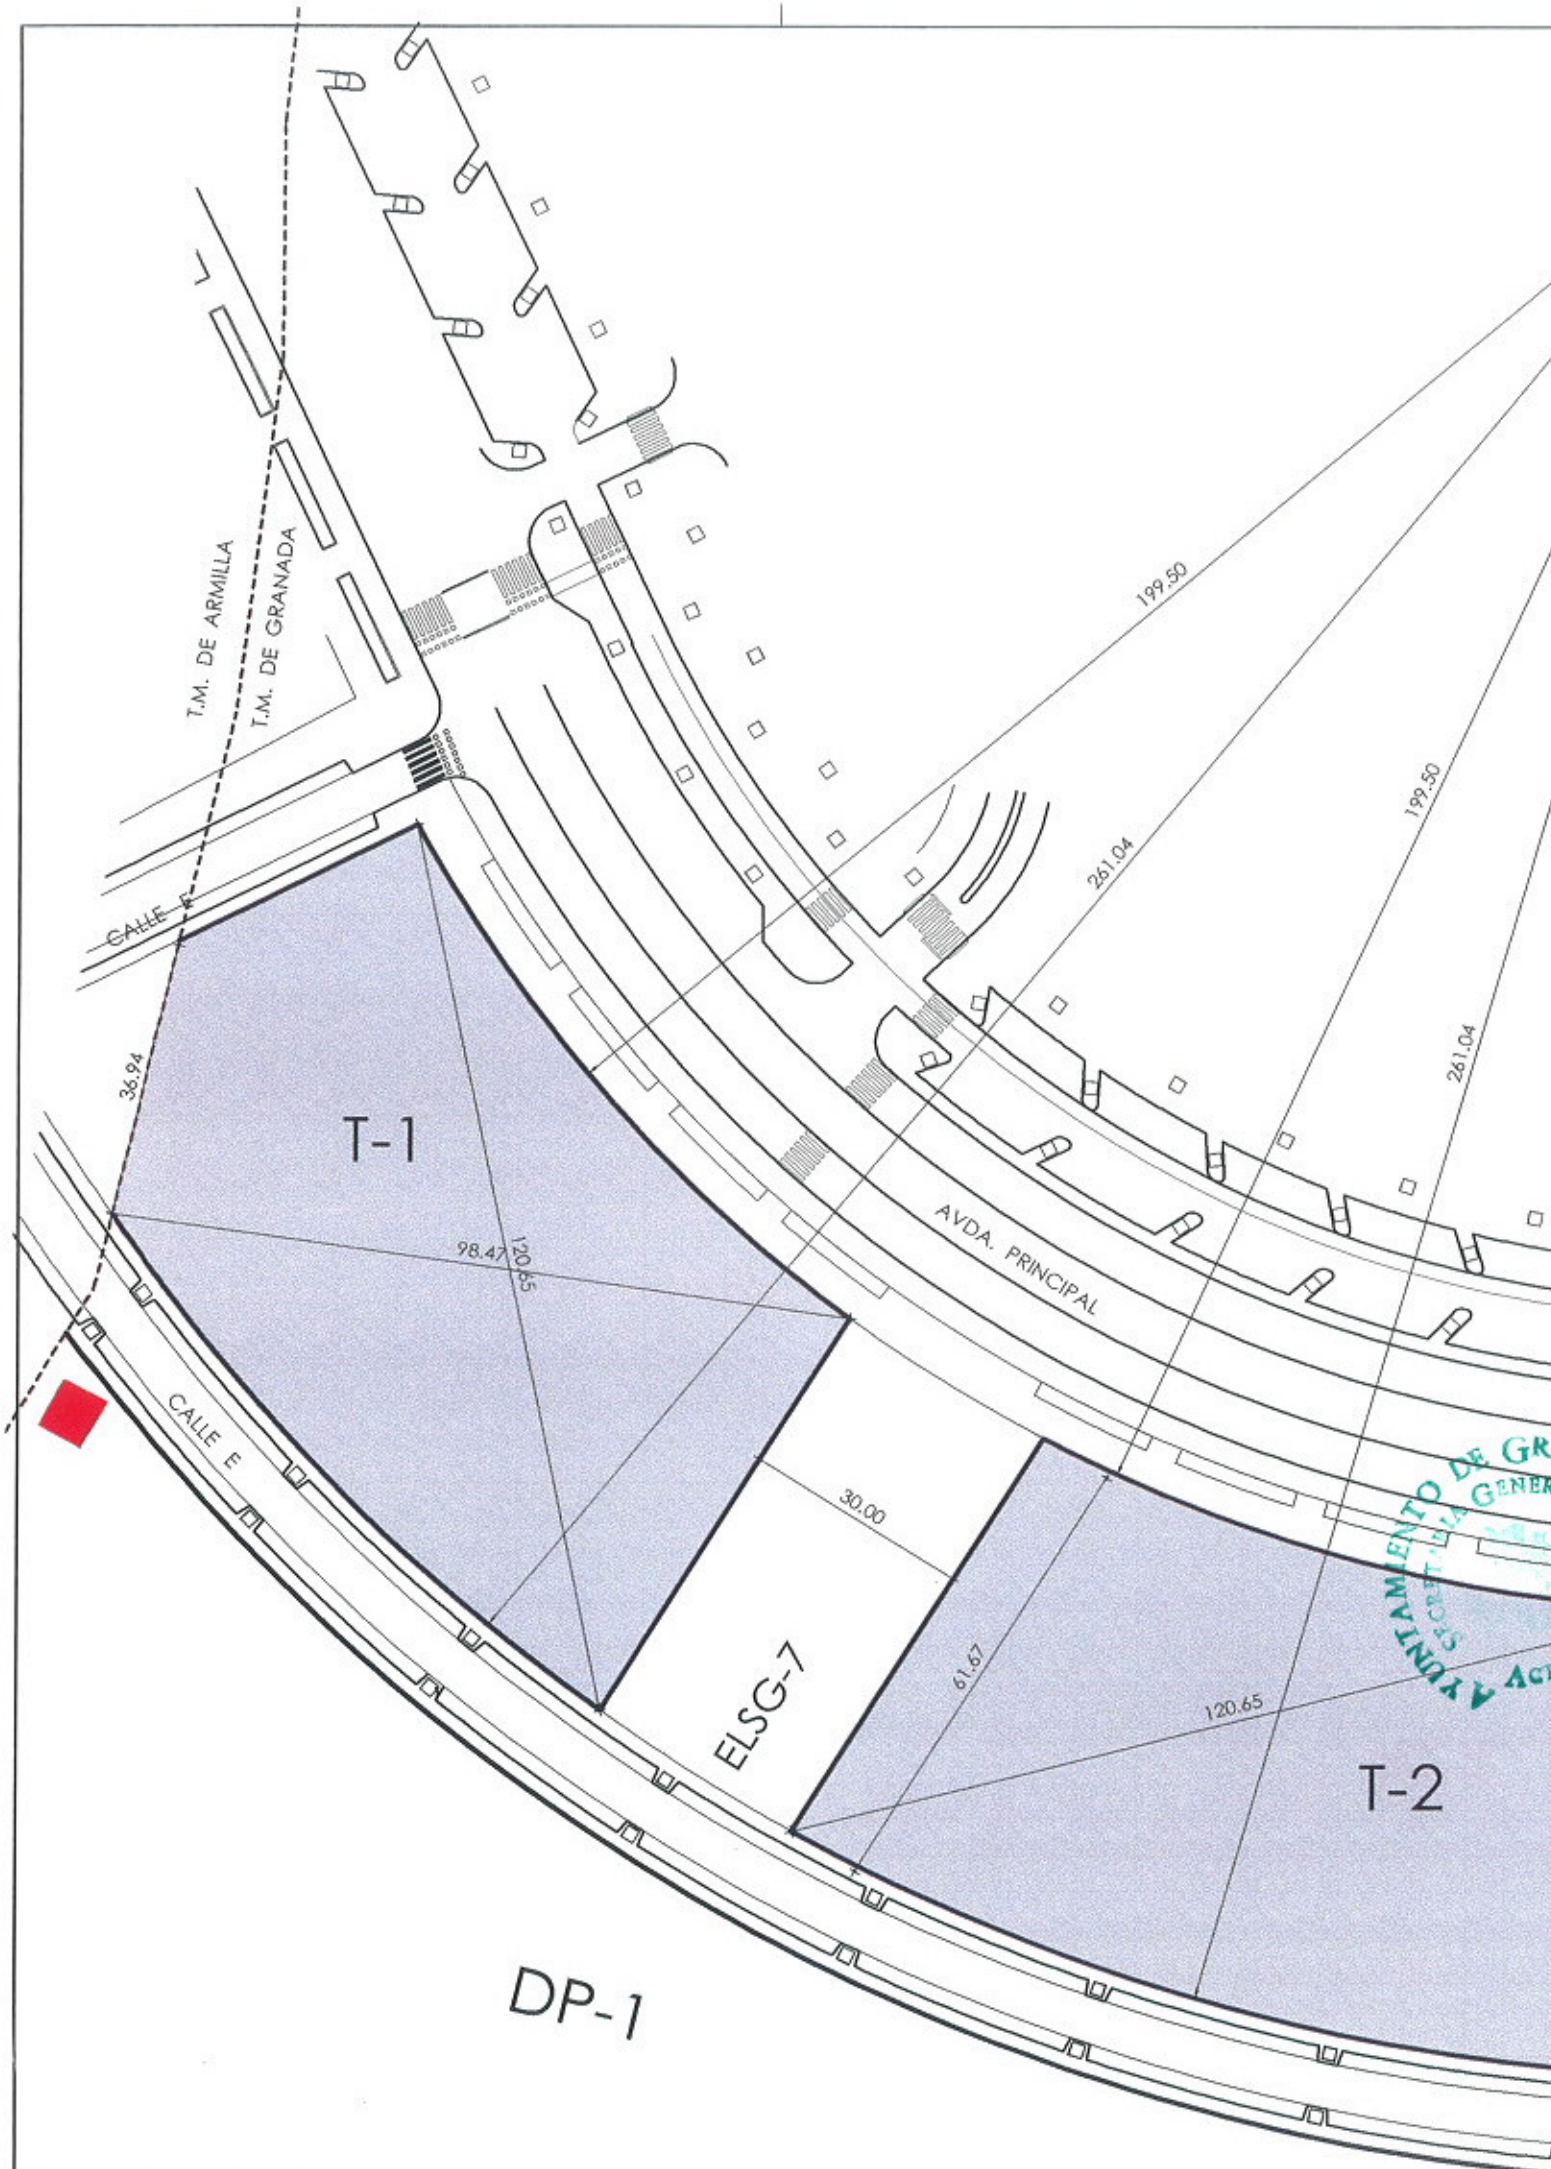 T.M. DE ARMILLA
T.M. DE GRANADA
199.50
199.50
261.04
261.04
CALLE E
36.94
T-1
98.47
120.65
AVDA. PRINCIPAL
CALLE E
30.00
61.67
ELSG-7
120.65
T-2
DP-1
AYUNTAMIENTO DE GR